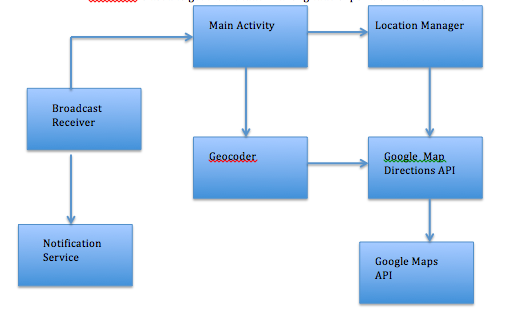 Main Activity
Location Manager
Broadcast
Receiver
Geocoder
Google Map
Directions API
Notification
Service
Google Maps
API